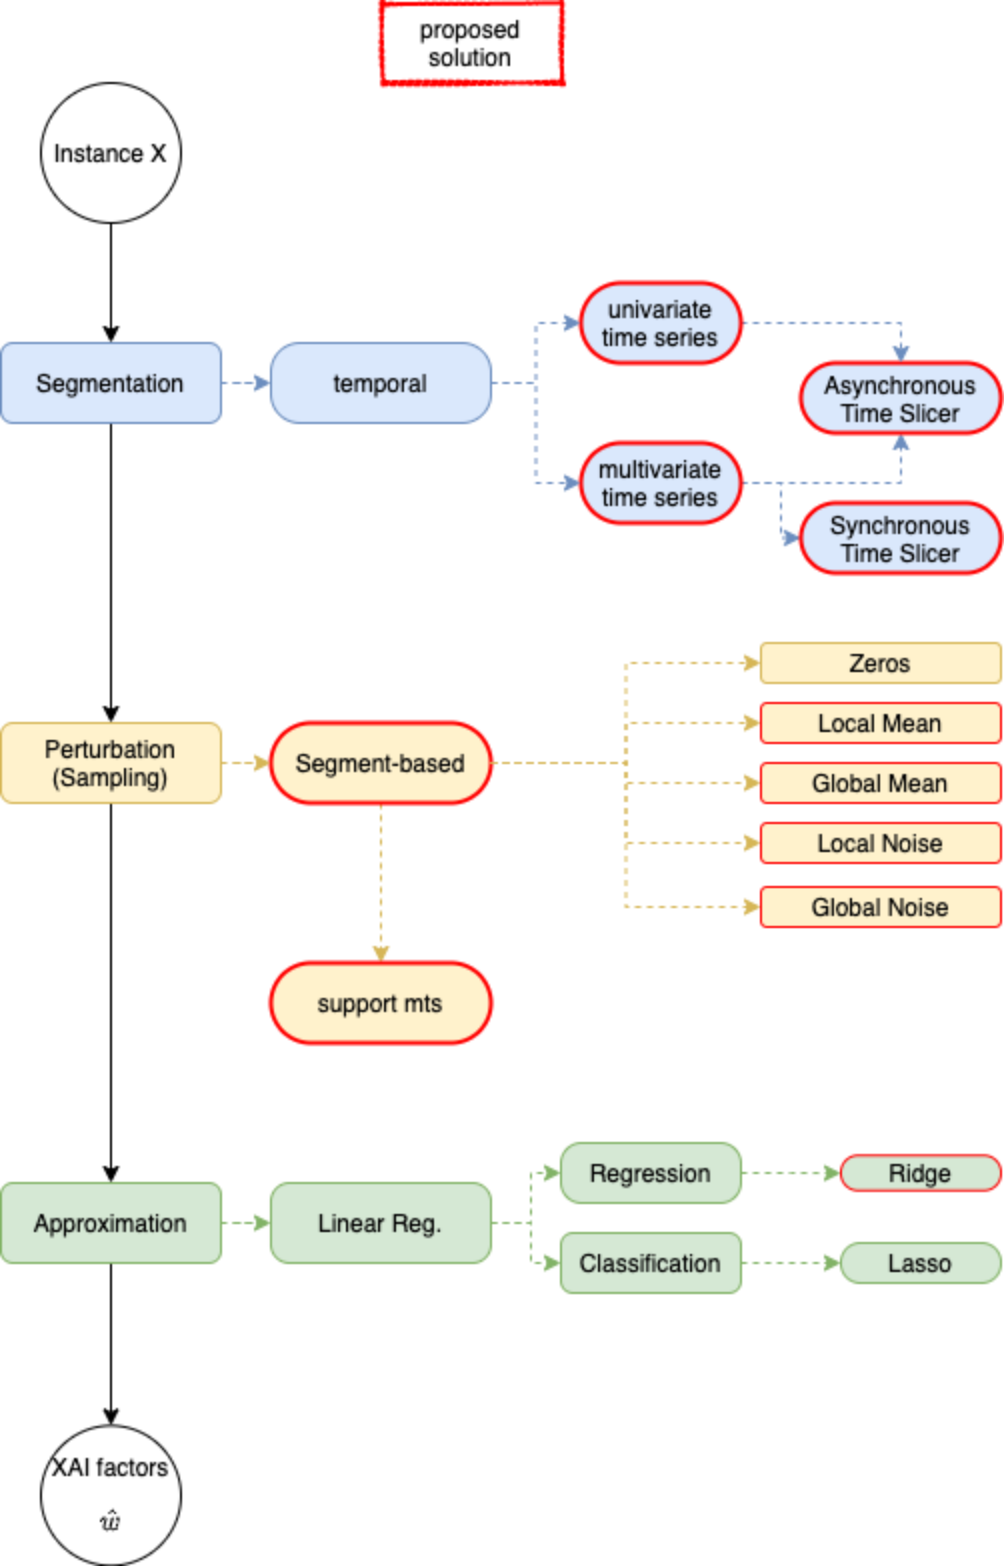 proposed
solution
Instance X
Segmentation
temporal
univariate
time series
multivariate
time series
Asynchronous
Time Slicer
Synchronous
Time Slicer
Perturbation
(Sampling)
Segment-based
support mts
Zeros
Local Mean
Global Mean
Local Noise
Global Noise
Approximation
Linear Reg.
Regression
Ridge
Classification
Lasso
XAI factors
ŵ